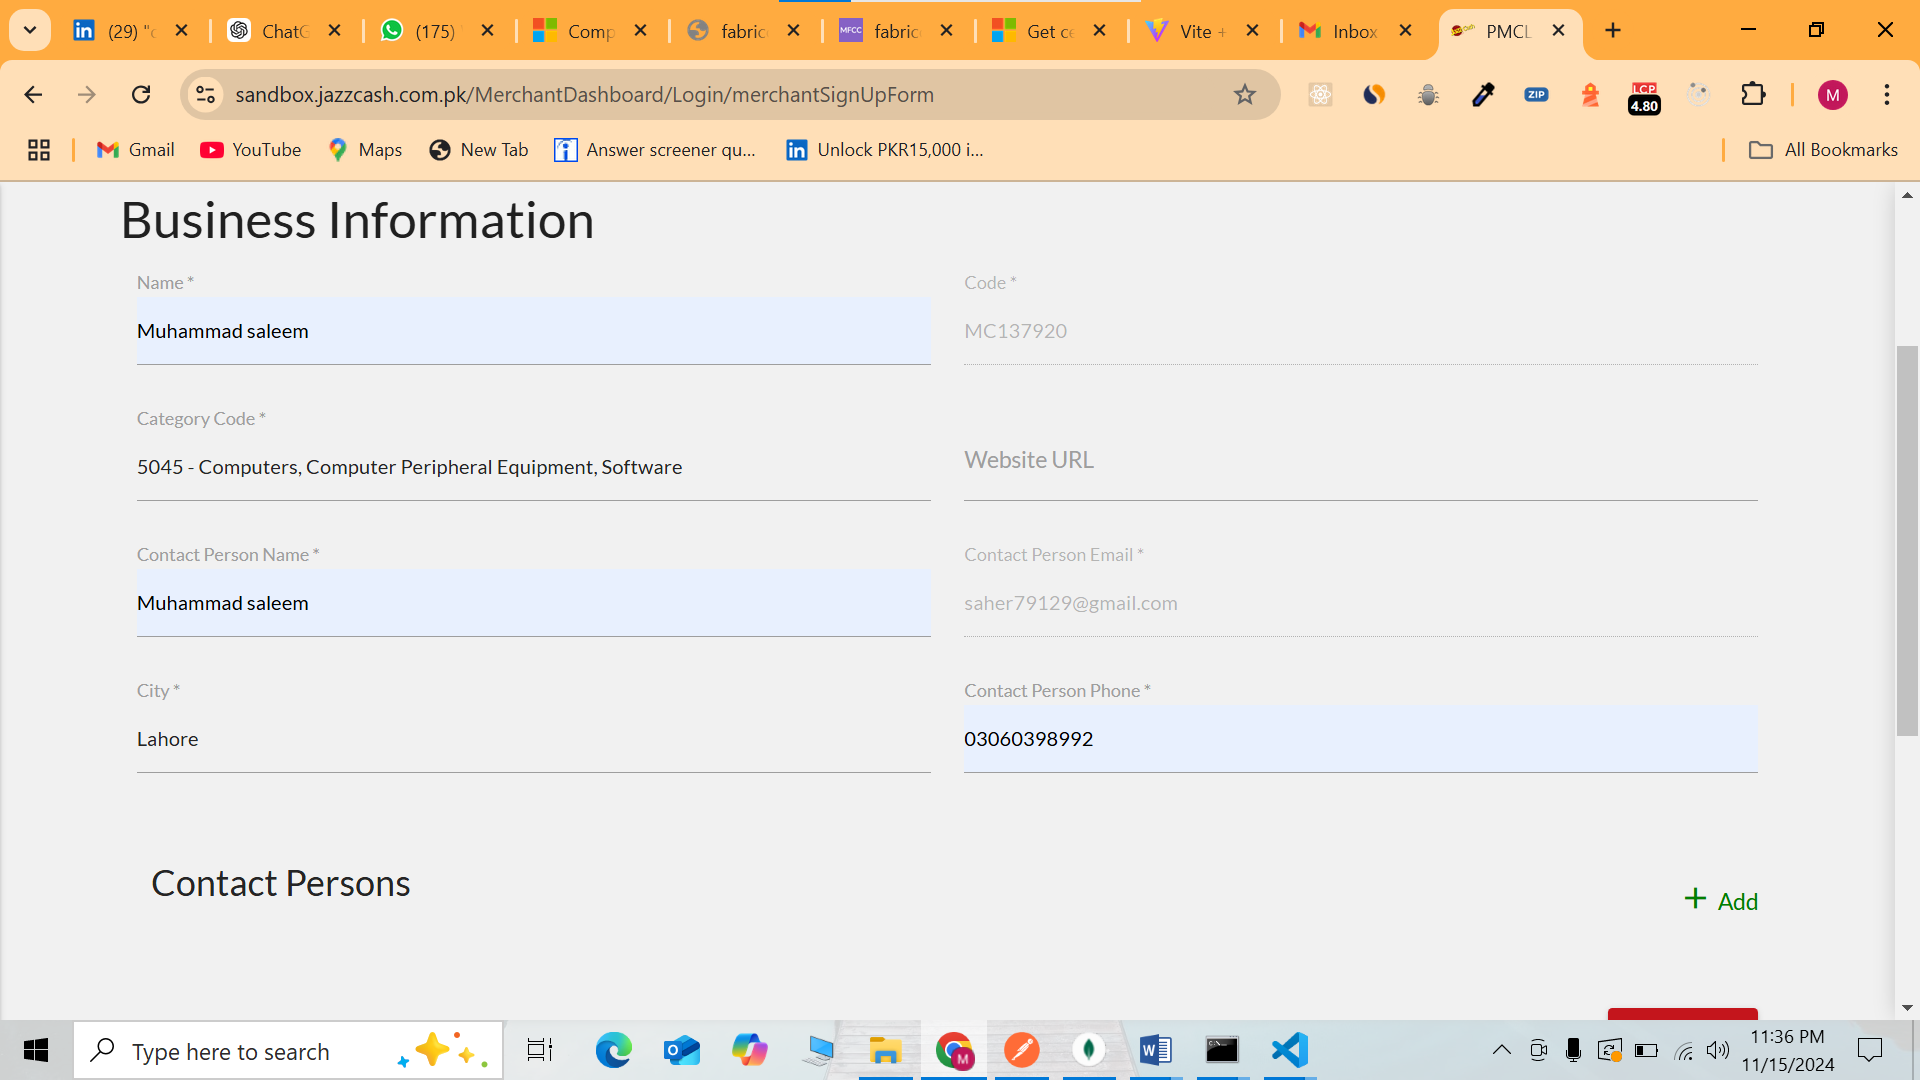 (29) "c
ChatG
(175)
Comp
fabric
MFCC
fabric
Get ce
Vite +
Inbox
PMCL
sandbox.jazzcash.com.pk/MerchantDashboard/Login/merchantSignUpForm
ZIP
LCP
4.80
M
Gmail
YouTube
Maps
New Tab
Answer screener qu...
Unlock PKR15,000 i...
All Bookmarks
Business Information
Name *
Muhammad saleem
Code *
MC137920
Category Code *
5045 - Computers, Computer Peripheral Equipment, Software
Website URL
Contact Person Name *
Muhammad saleem
Contact Person Email *
saher79129@gmail.com
City *
Lahore
Contact Person Phone *
03060398992
Contact Persons
+ Add
Type here to search
11:36 PM
11/15/2024